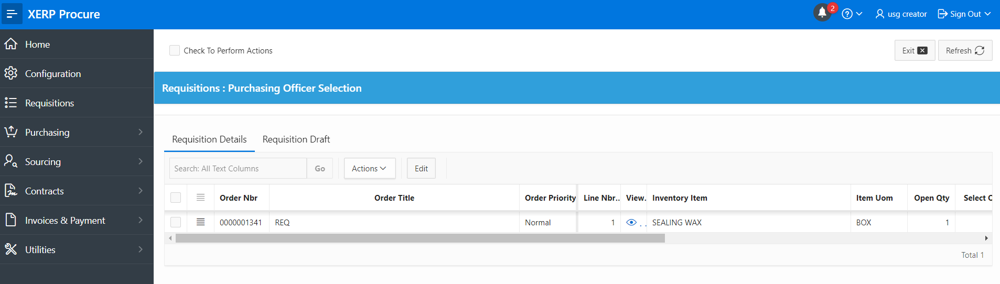 XERP Procure
2
usg creator
Sign Out
Home
Configuration
Requisitions
Purchasing
Sourcing
Contracts
Invoices & Payment
Utilities
Check To Perform Actions
Exit
Refresh
Requisitions : Purchasing Officer Selection
Requisition Details Requisition Draft
Search: All Text Columns Go Actions Edit
Order Nbr Order Title Order Priority Line Nbr.. View. Inventory Item Item Uom Open Qty Select C
0000001341 REQ Normal 1 . . SEALING WAX BOX 1
Total 1